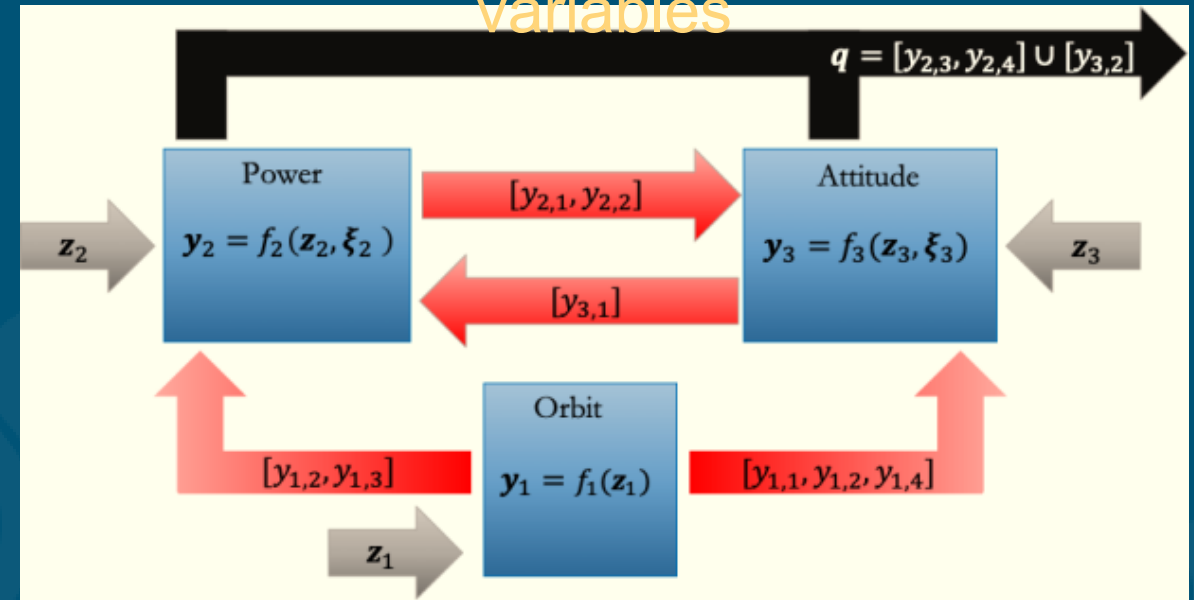 variables
𝒒 = [y₂,₃, y₂,₄] ∪ [y₃,₂]
Power
𝒚₂ = f₂(𝒛₂, 𝝃₂ )
[y₂,₁, y₂,₂]
Attitude
𝒚₃ = f₃(𝒛₃, 𝝃₃)
𝒛₂
𝒛₃
[y₃,₁]
Orbit
𝒚₁ = f₁(𝒛₁)
[y₁,₂, y₁,₃]
[y₁,₁, y₁,₂, y₁,₄]
𝒛₁